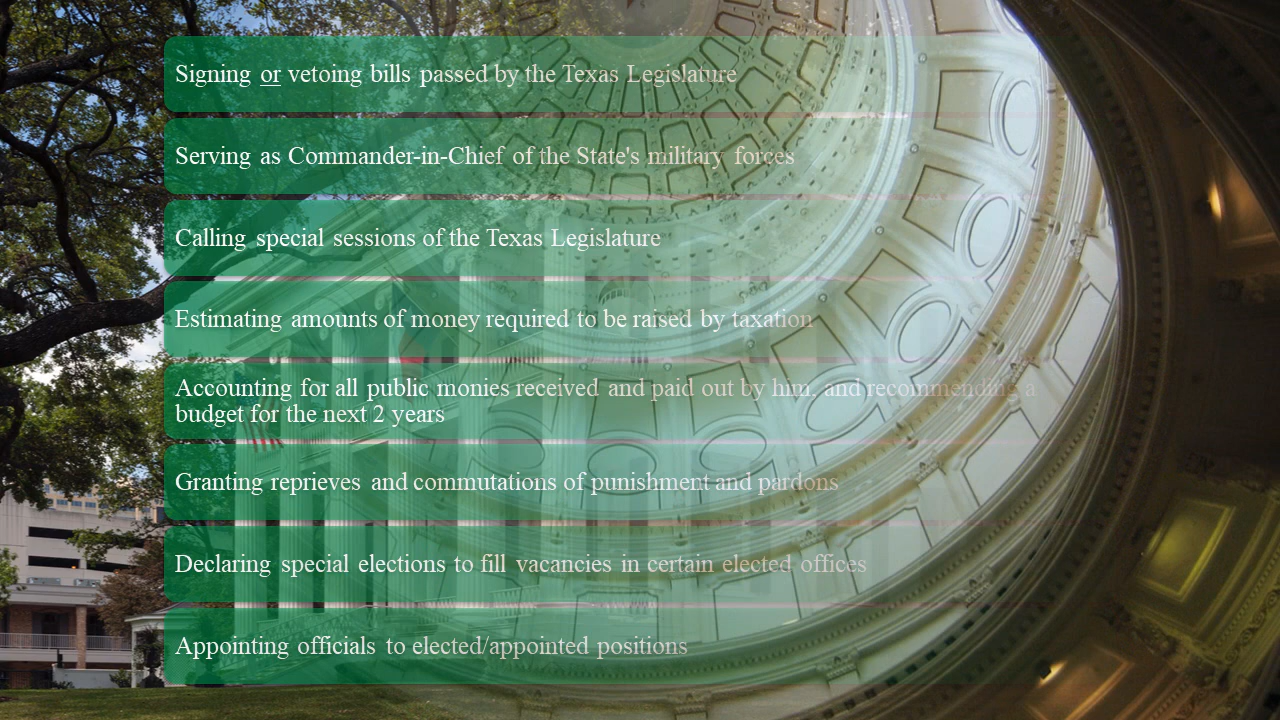 Signing or vetoing bills passed by the Texas Legislature
Serving as Commander-in-Chief of the State's military forces
Calling special sessions of the Texas Legislature
Estimating amounts of money required to be raised by taxation
Accounting for all public monies received and paid out by him, and recommending a
budget for the next 2 years
Granting reprieves and commutations of punishment and pardons
Declaring special elections to fill vacancies in certain elected offices
Appointing officials to elected/appointed positions